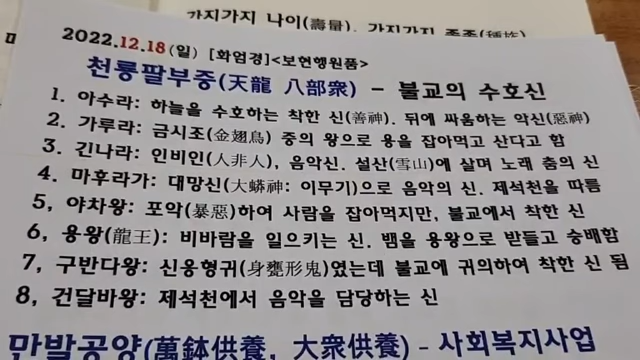 가지가지 나이(壽量), 가지가지 종족(種族)
2022.12.18(일) [화엄경]<보현행원품>
천룡팔부중(天龍 八部衆) - 불교의 수호신
1. 아수라: 하늘을 수호하는 착한 신(善神). 뒤에 싸움하는 악신(惡神)
2. 가루라: 금시조(金翅鳥) 중의 왕으로 용을 잡아먹고 산다고 함
3. 긴나라: 인비인(人非人), 음악신. 설산(雪山)에 살며 노래 춤의 신
4. 마후라가: 대망신(大蟒神: 이무기)으로 음악의 신. 제석천을 따름
5, 야차왕: 포악(暴惡)하여 사람을 잡아먹지만, 불교에서 착한 신
6, 용왕(龍王): 비바람을 일으키는 신. 뱀을 용왕으로 받들고 숭배함
7, 구반다왕: 신옹형귀(身甕形鬼)였는데 불교에 귀의하여 착한 신 됨
8, 건달바왕: 제석천에서 음악을 담당하는 신
만발공양(萬鉢供養, 大衆供養) - 사회복지사업